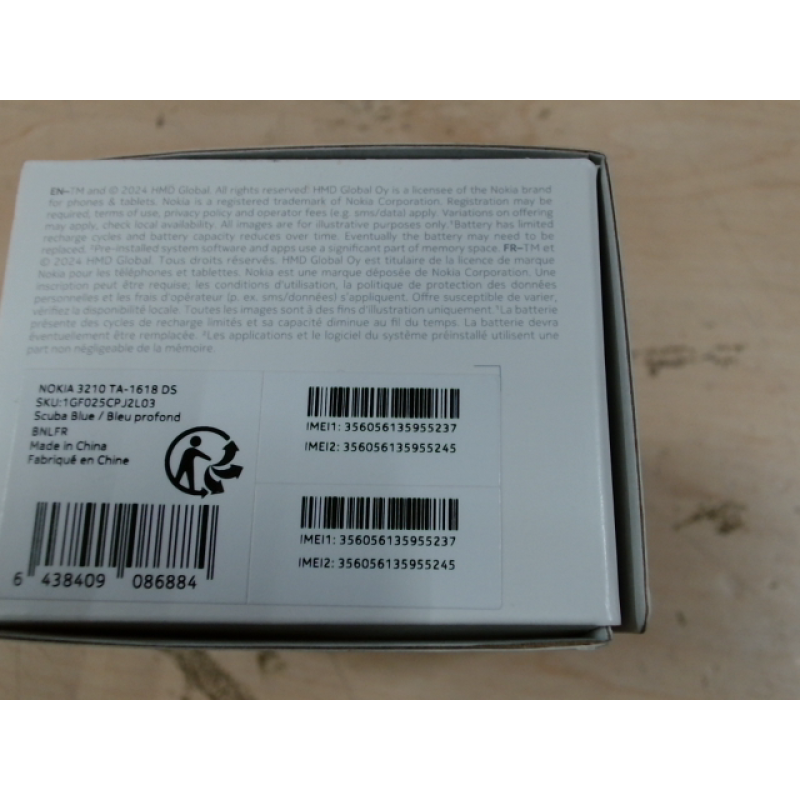 EN–TM and © 2024 HMD Global. All rights reserved. HMD Global Oy is a licensee of the Nokia brand
for phones & tablets. Nokia is a registered trademark of Nokia Corporation. Registration may be
required, terms of use, privacy policy and operator fees (e.g. sms/data) apply. Variations on offering
may apply, check local availability. All images are for illustrative purposes only. ¹Battery has limited
recharge cycles and battery capacity reduces over time. Eventually the battery may need to be
replaced. ²Pre-installed system software and apps use a significant part of memory space. FR–TM et
© 2024 HMD Global. Tous droits réservés. HMD Global Oy est titulaire de la licence de marque
Nokia pour les téléphones et tablettes. Nokia est une marque déposée de Nokia Corporation. Une
inscription peut être requise; les conditions d'utilisation, la politique de protection des données
personnelles et les frais d'opérateur (p. ex. sms/données) s'appliquent. Offre susceptible de varier,
vérifiez la disponibilité locale. Toutes les images sont à des fins d'illustration uniquement. ¹La batterie
présente des cycles de recharge limités et sa capacité diminue au fil du temps. La batterie devra
éventuellement être remplacée. ²Les applications et le logiciel du système préinstallé utilisent une
part non négligeable de la mémoire.
NOKIA 3210 TA-1618 DS
SKU:1GF025CPJ2L03
Scuba Blue / Bleu profond
BNLFR
Made in China
Fabriqué en Chine
6 438409 086884
IMEI1: 356056135955237
IMEI2: 356056135955245
IMEI1: 356056135955237
IMEI2: 356056135955245